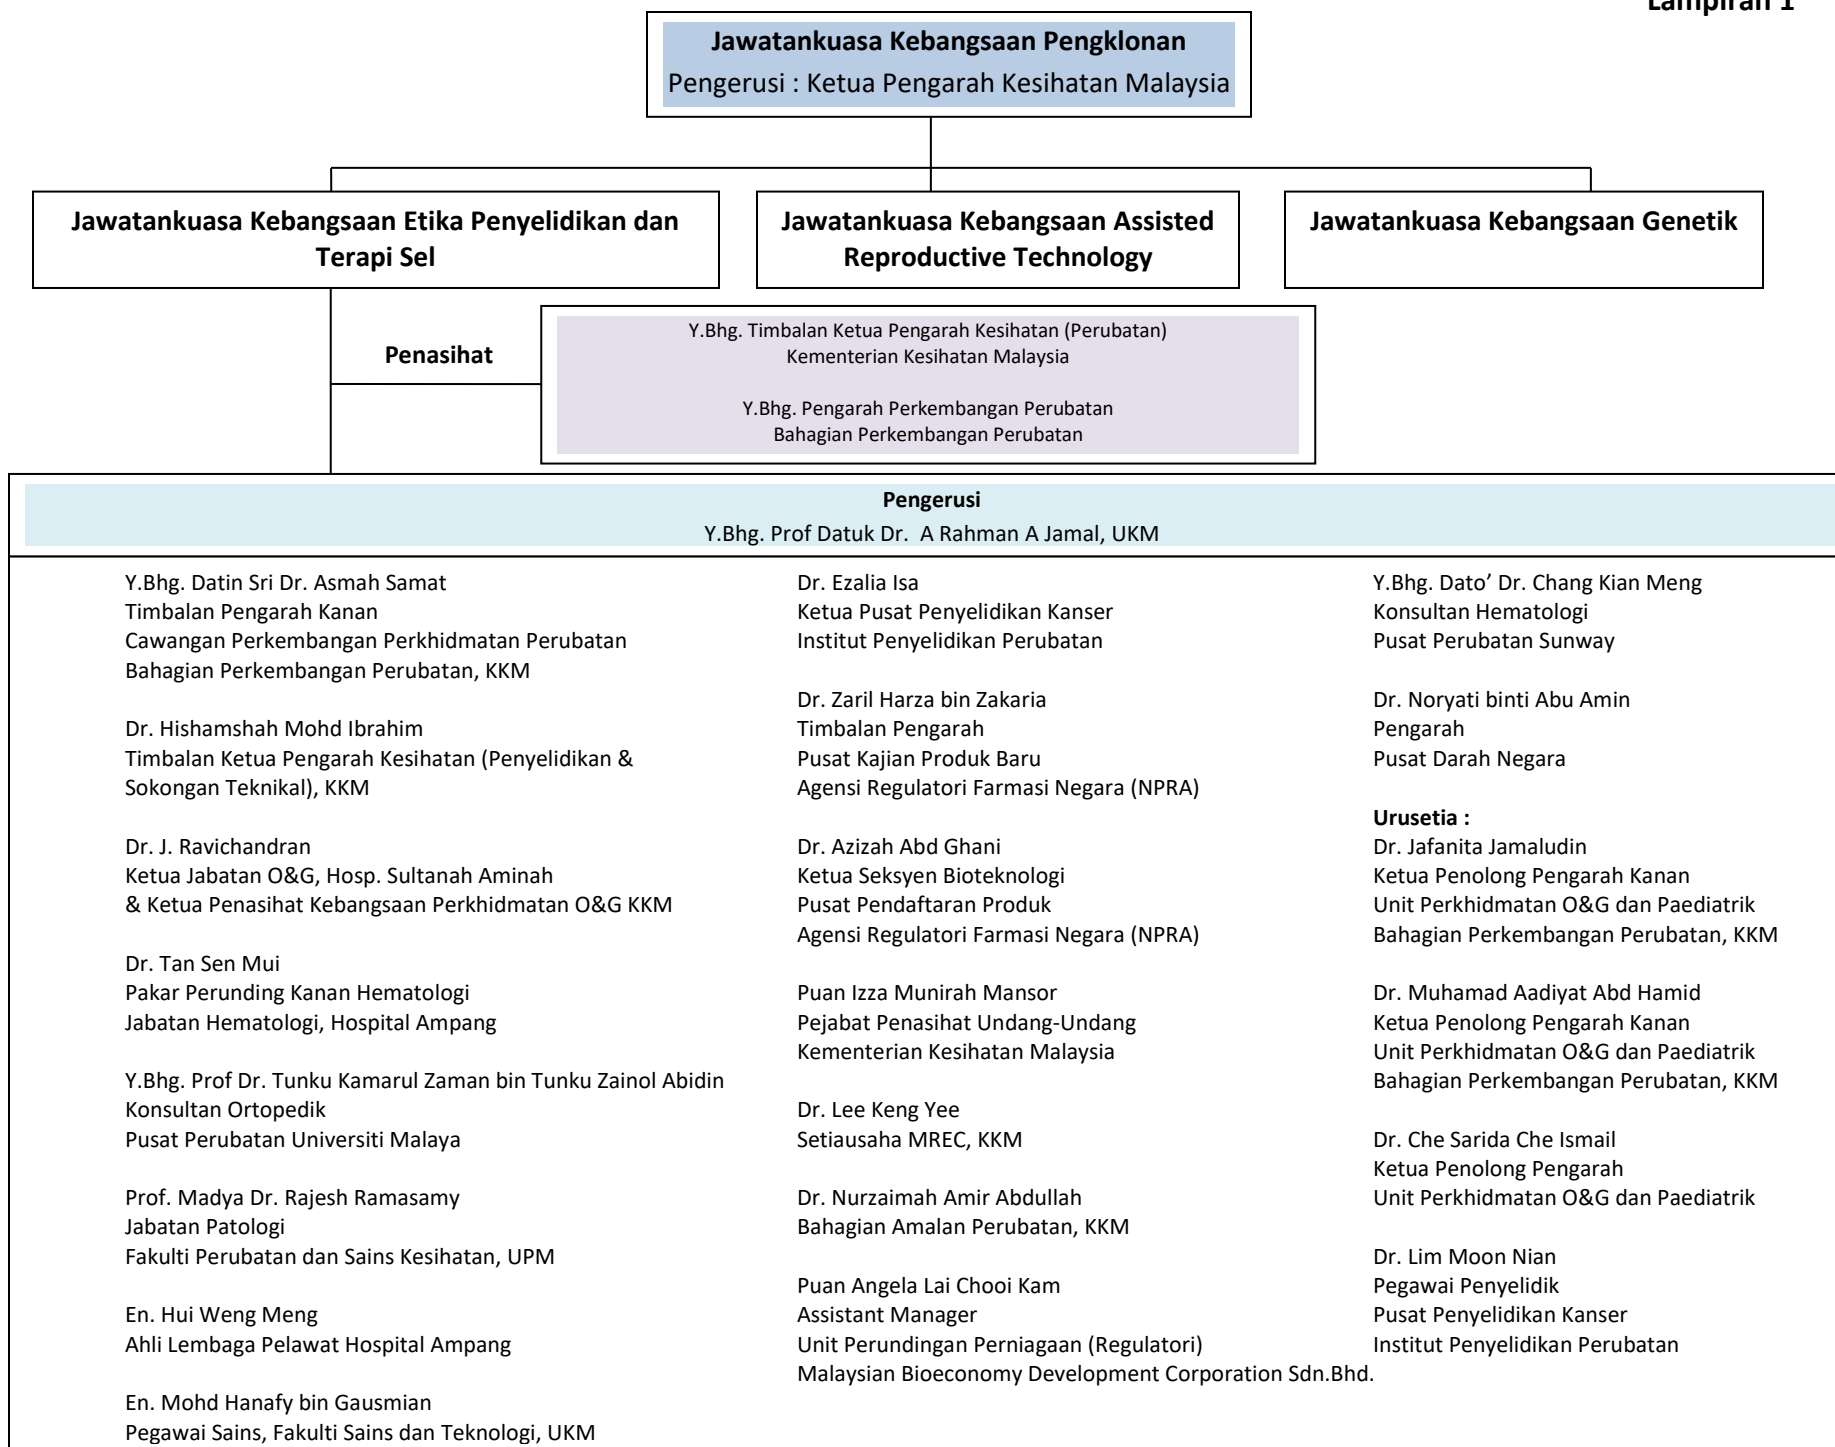 Lampiran 1
Jawatankuasa Kebangsaan Pengklonan
Pengerusi : Ketua Pengarah Kesihatan Malaysia
Jawatankuasa Kebangsaan Etika Penyelidikan dan
Terapi Sel
Jawatankuasa Kebangsaan Assisted
Reproductive Technology
Jawatankuasa Kebangsaan Genetik
Penasihat
Y.Bhg. Timbalan Ketua Pengarah Kesihatan (Perubatan)
Kementerian Kesihatan Malaysia
Y.Bhg. Pengarah Perkembangan Perubatan
Bahagian Perkembangan Perubatan
Pengerusi
Y.Bhg. Prof Datuk Dr. A Rahman A Jamal, UKM
Y.Bhg. Datin Sri Dr. Asmah Samat
Timbalan Pengarah Kanan
Cawangan Perkembangan Perkhidmatan Perubatan
Bahagian Perkembangan Perubatan, KKM
Dr. Hishamshah Mohd Ibrahim
Timbalan Ketua Pengarah Kesihatan (Penyelidikan &
Sokongan Teknikal), KKM
Dr. J. Ravichandran
Ketua Jabatan O&G, Hosp. Sultanah Aminah
& Ketua Penasihat Kebangsaan Perkhidmatan O&G KKM
Dr. Tan Sen Mui
Pakar Perunding Kanan Hematologi
Jabatan Hematologi, Hospital Ampang
Y.Bhg. Prof Dr. Tunku Kamarul Zaman bin Tunku Zainol Abidin
Konsultan Ortopedik
Pusat Perubatan Universiti Malaya
Prof. Madya Dr. Rajesh Ramasamy
Jabatan Patologi
Fakulti Perubatan dan Sains Kesihatan, UPM
En. Hui Weng Meng
Ahli Lembaga Pelawat Hospital Ampang
En. Mohd Hanafy bin Gausmian
Pegawai Sains, Fakulti Sains dan Teknologi, UKM
Dr. Ezalia Isa
Ketua Pusat Penyelidikan Kanser
Institut Penyelidikan Perubatan
Dr. Zaril Harza bin Zakaria
Timbalan Pengarah
Pusat Kajian Produk Baru
Agensi Regulatori Farmasi Negara (NPRA)
Dr. Azizah Abd Ghani
Ketua Seksyen Bioteknologi
Pusat Pendaftaran Produk
Agensi Regulatori Farmasi Negara (NPRA)
Puan Izza Munirah Mansor
Pejabat Penasihat Undang-Undang
Kementerian Kesihatan Malaysia
Dr. Lee Keng Yee
Setiausaha MREC, KKM
Dr. Nurzaimah Amir Abdullah
Bahagian Amalan Perubatan, KKM
Puan Angela Lai Chooi Kam
Assistant Manager
Unit Perundingan Perniagaan (Regulatori)
Malaysian Bioeconomy Development Corporation Sdn.Bhd.
Y.Bhg. Dato’ Dr. Chang Kian Meng
Konsultan Hematologi
Pusat Perubatan Sunway
Dr. Noryati binti Abu Amin
Pengarah
Pusat Darah Negara
Urusetia :
Dr. Jafanita Jamaludin
Ketua Penolong Pengarah Kanan
Unit Perkhidmatan O&G dan Paediatrik
Bahagian Perkembangan Perubatan, KKM
Dr. Muhamad Aadiyat Abd Hamid
Ketua Penolong Pengarah Kanan
Unit Perkhidmatan O&G dan Paediatrik
Bahagian Perkembangan Perubatan, KKM
Dr. Che Sarida Che Ismail
Ketua Penolong Pengarah
Unit Perkhidmatan O&G dan Paediatrik
Dr. Lim Moon Nian
Pegawai Penyelidik
Pusat Penyelidikan Kanser
Institut Penyelidikan Perubatan